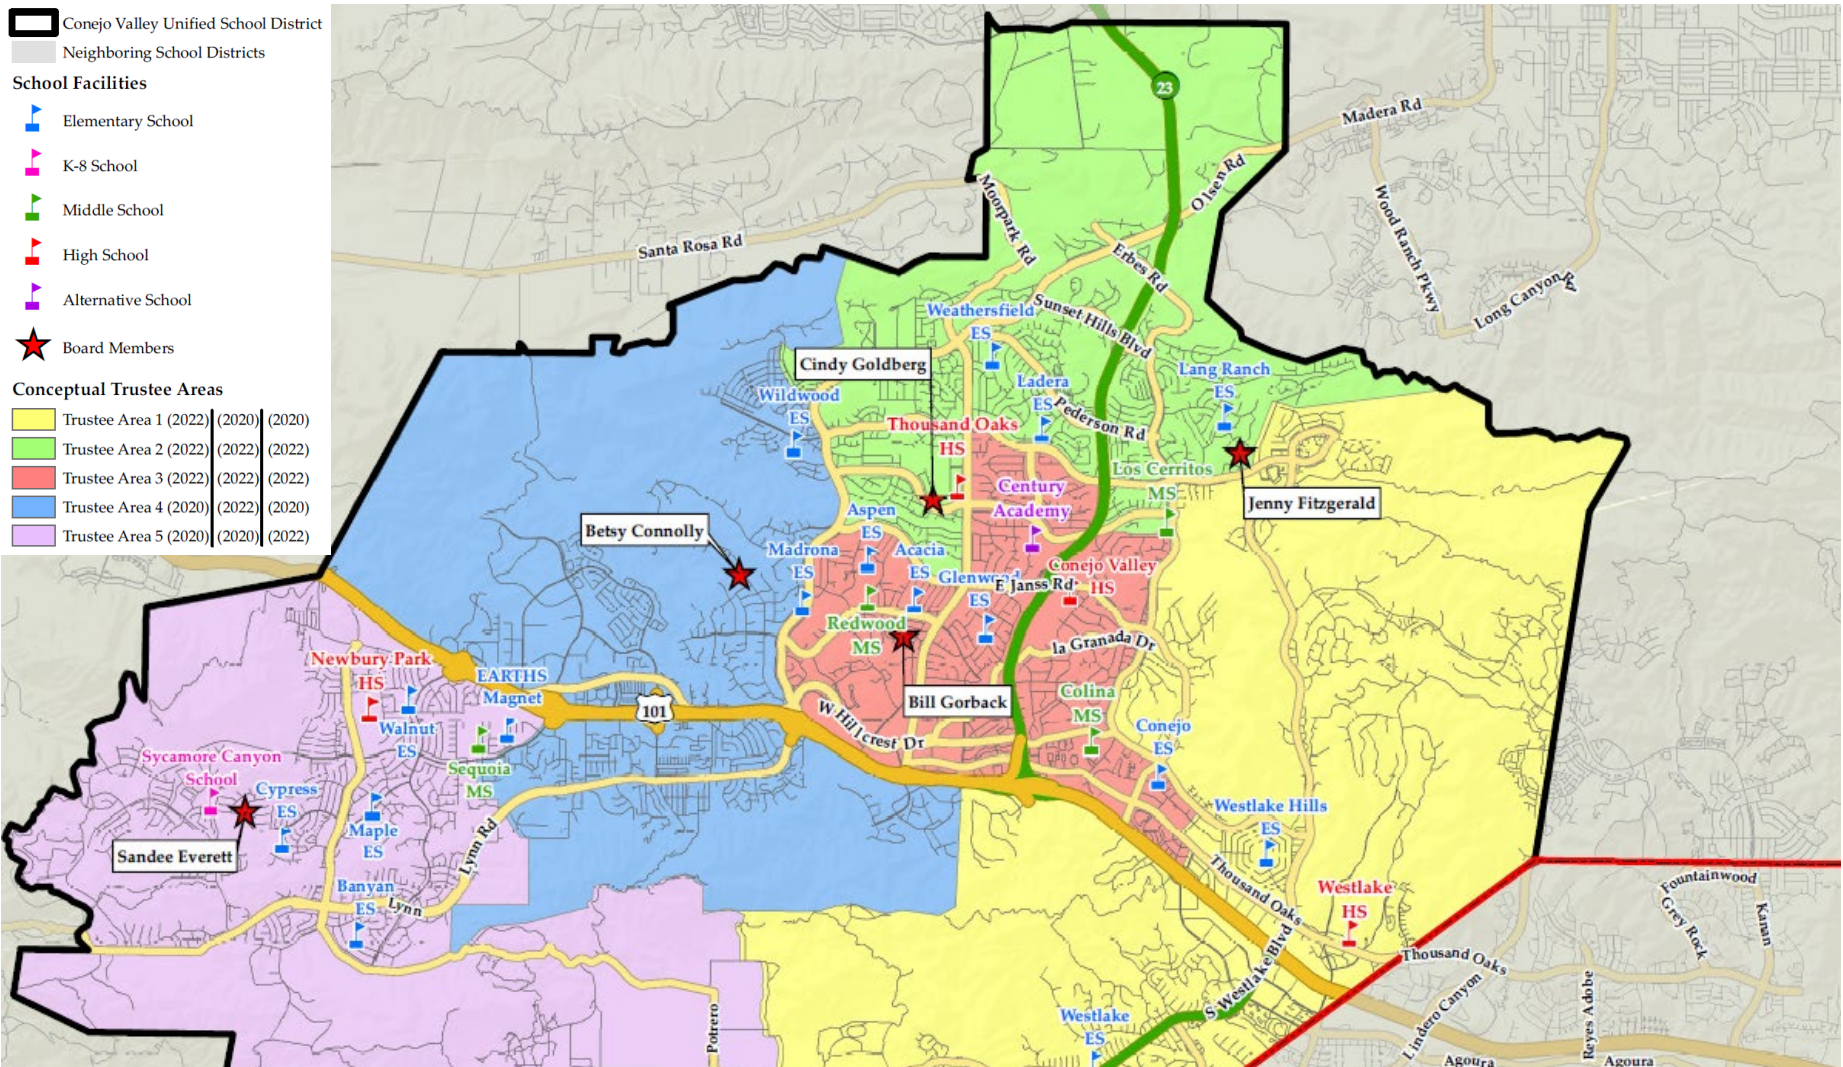 Conejo Valley Unified School District
Neighboring School Districts
School Facilities
Elementary School
K-8 School
Middle School
High School
Alternative School
Board Members
Conceptual Trustee Areas
Trustee Area 1 (2022) (2020) (2020)
Trustee Area 2 (2022) (2022) (2022)
Trustee Area 3 (2022) (2022) (2022)
Trustee Area 4 (2020) (2022) (2020)
Trustee Area 5 (2020) (2020) (2022)
23
Madera Rd
Olsen Rd
Moorpark Rd
Wood Ranch Pkwy
Santa Rosa Rd
Erbes Rd
Long Canyon Rd
Sunset Hills Blvd
Weathersfield
ES
Cindy Goldberg
Lang Ranch
ES
Ladera
ES
Wildwood
ES
Pederson Rd
Thousand Oaks
HS
Los Cerritos
MS
Century
Academy
Jenny Fitzgerald
Aspen
ES
Betsy Connolly
Madrona
ES
Acacia
ES
Conejo Valley
HS
Glenwood
ES
E Janss Rd
Redwood
MS
la Granada Dr
Newbury Park
HS
EARTHS
Magnet
Colina
MS
Bill Gorback
101
W Hillcrest Dr
Walnut
ES
Conejo
ES
Sycamore Canyon
School
Sequoia
MS
Cypress
ES
Westlake Hills
ES
Maple
ES
Sandee Everett
Lynn Rd
Thousand Oaks
Fountainwood
Banyan
ES
Lynn
Westlake
HS
Grey Rock
Kanan
S Westlake Blvd
Thousand Oaks
Lindero Canyon
Reyes Adobe
Potrero
Westlake
ES
Agoura
Agoura